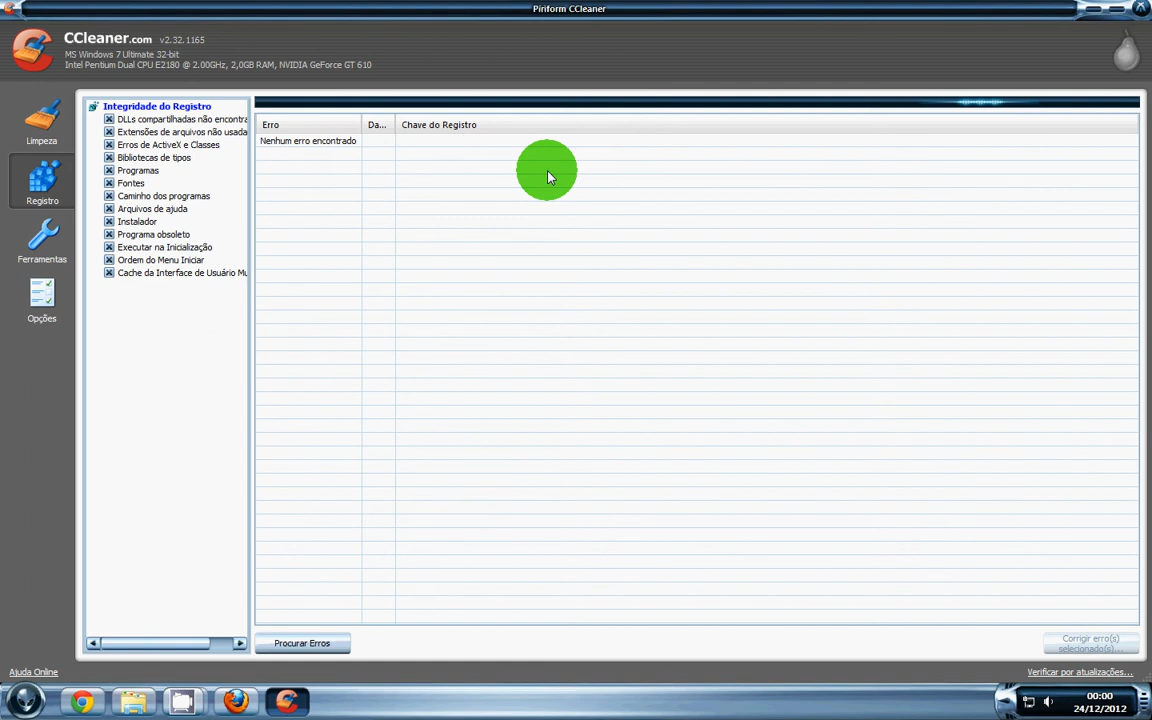 Piriform CCleaner
CCleaner.com v2.32.1165
MS Windows 7 Ultimate 32-bit
Intel Pentium Dual CPU E2180 @ 2.00GHz, 2,0GB RAM, NVIDIA GeForce GT 610
Limpeza
Registro
Ferramentas
Opções
Integridade do Registro
DLLs compartilhadas não encontra
Extensões de arquivos não usada
Erros de ActiveX e Classes
Bibliotecas de tipos
Programas
Fontes
Caminho dos programas
Arquivos de ajuda
Instalador
Programa obsoleto
Executar na Inicialização
Ordem do Menu Iniciar
Cache da Interface de Usuário Mu
Erro Da... Chave do Registro
Nenhum erro encontrado
Procurar Erros
Corrigir erro(s)
selecionado(s)...
Ajuda Online
Verificar por atualizações...
00:00
24/12/2012